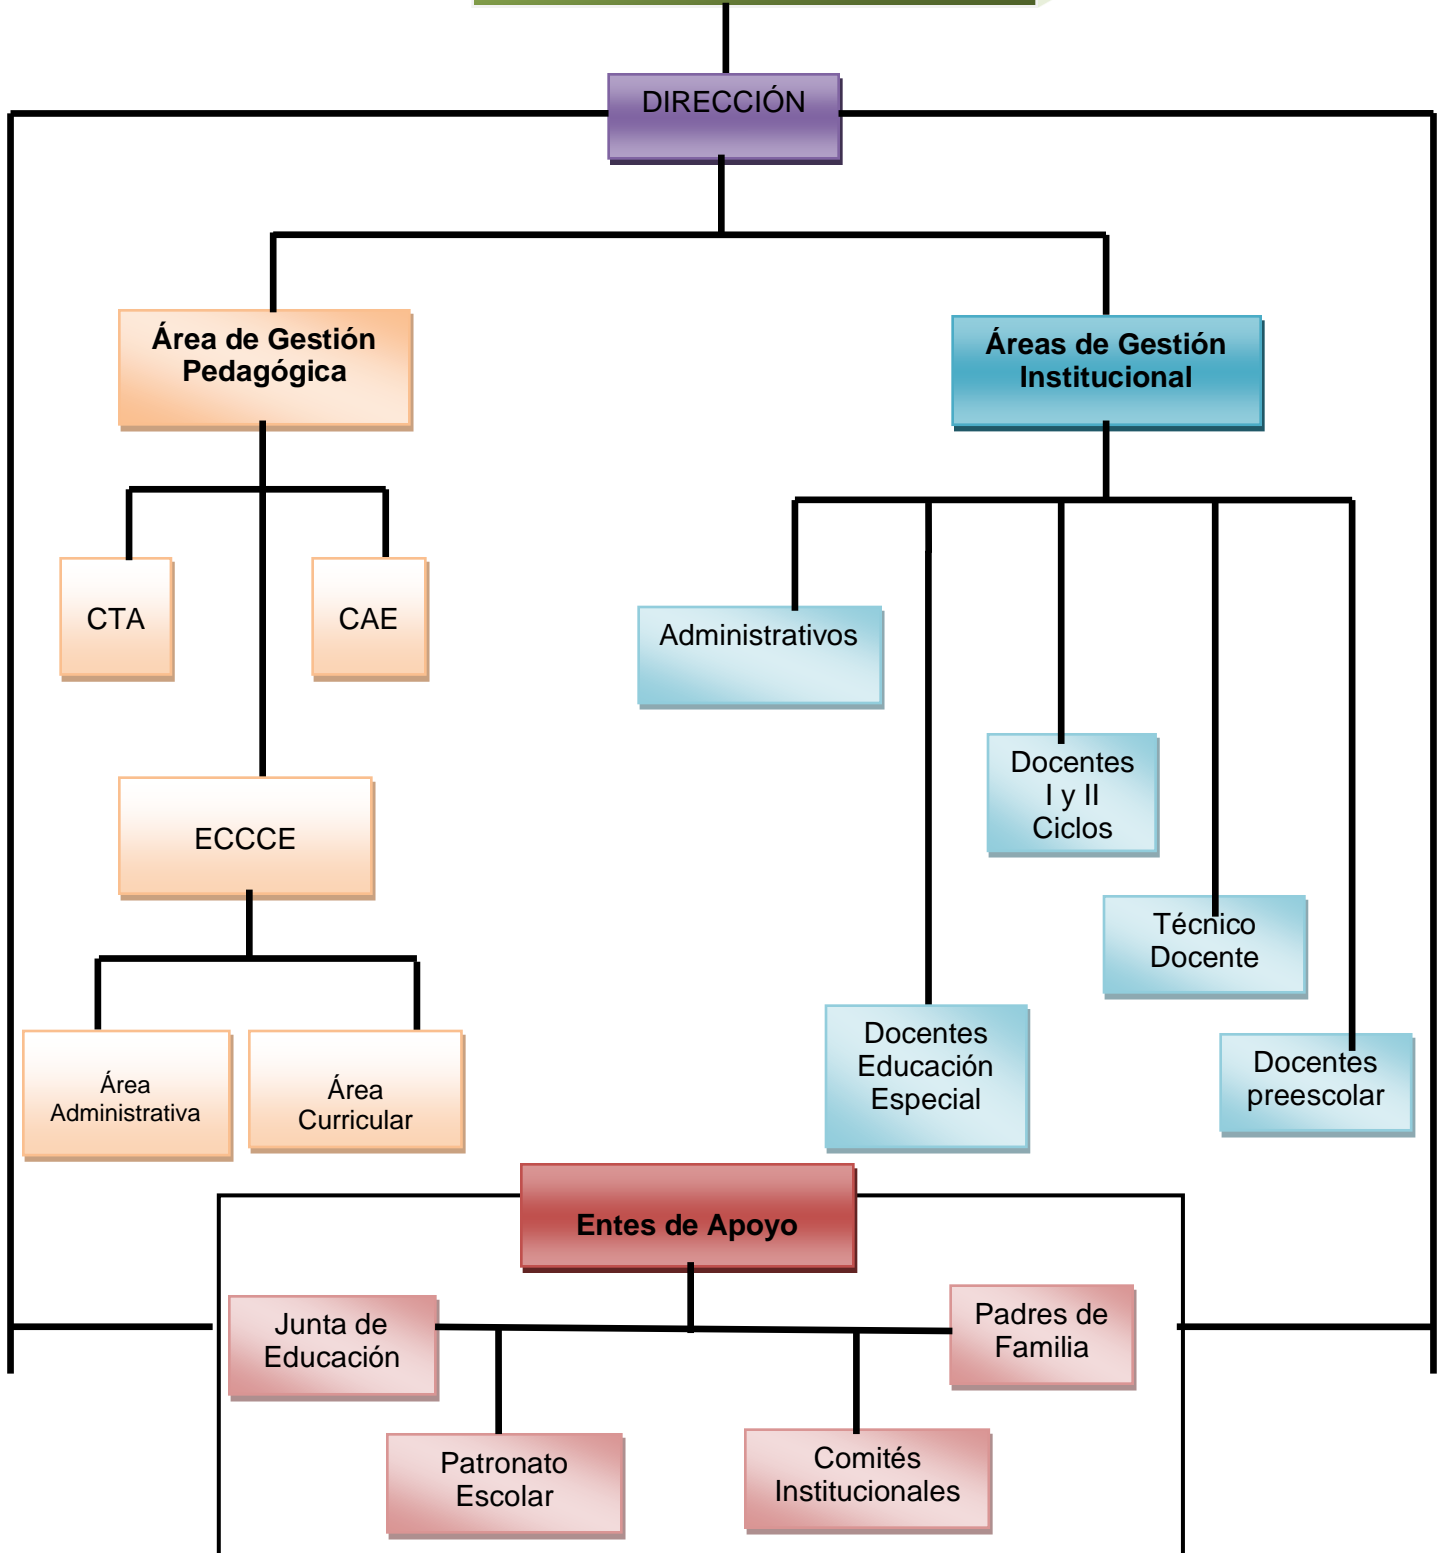 DIRECCIÓN
Área de Gestión
Pedagógica
Áreas de Gestión
Institucional
CTA
CAE
Administrativos
ECCCE
Docentes
I y II
Ciclos
Técnico
Docente
Docentes
Educación
Especial
Docentes
preescolar
Área
Administrativa
Área
Curricular
Entes de Apoyo
Junta de
Educación
Padres de
Familia
Patronato
Escolar
Comités
Institucionales